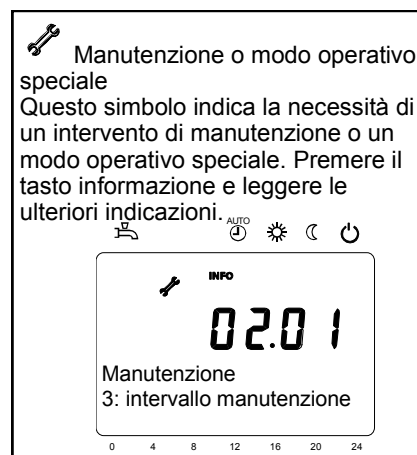 Manutenzione o modo operativo
speciale
Questo simbolo indica la necessità di
un intervento di manutenzione o un
modo operativo speciale. Premere il
tasto informazione e leggere le
ulteriori indicazioni.
AUTO
INFO
02.01
Manutenzione
3: intervallo manutenzione
0 4 8 12 16 20 24